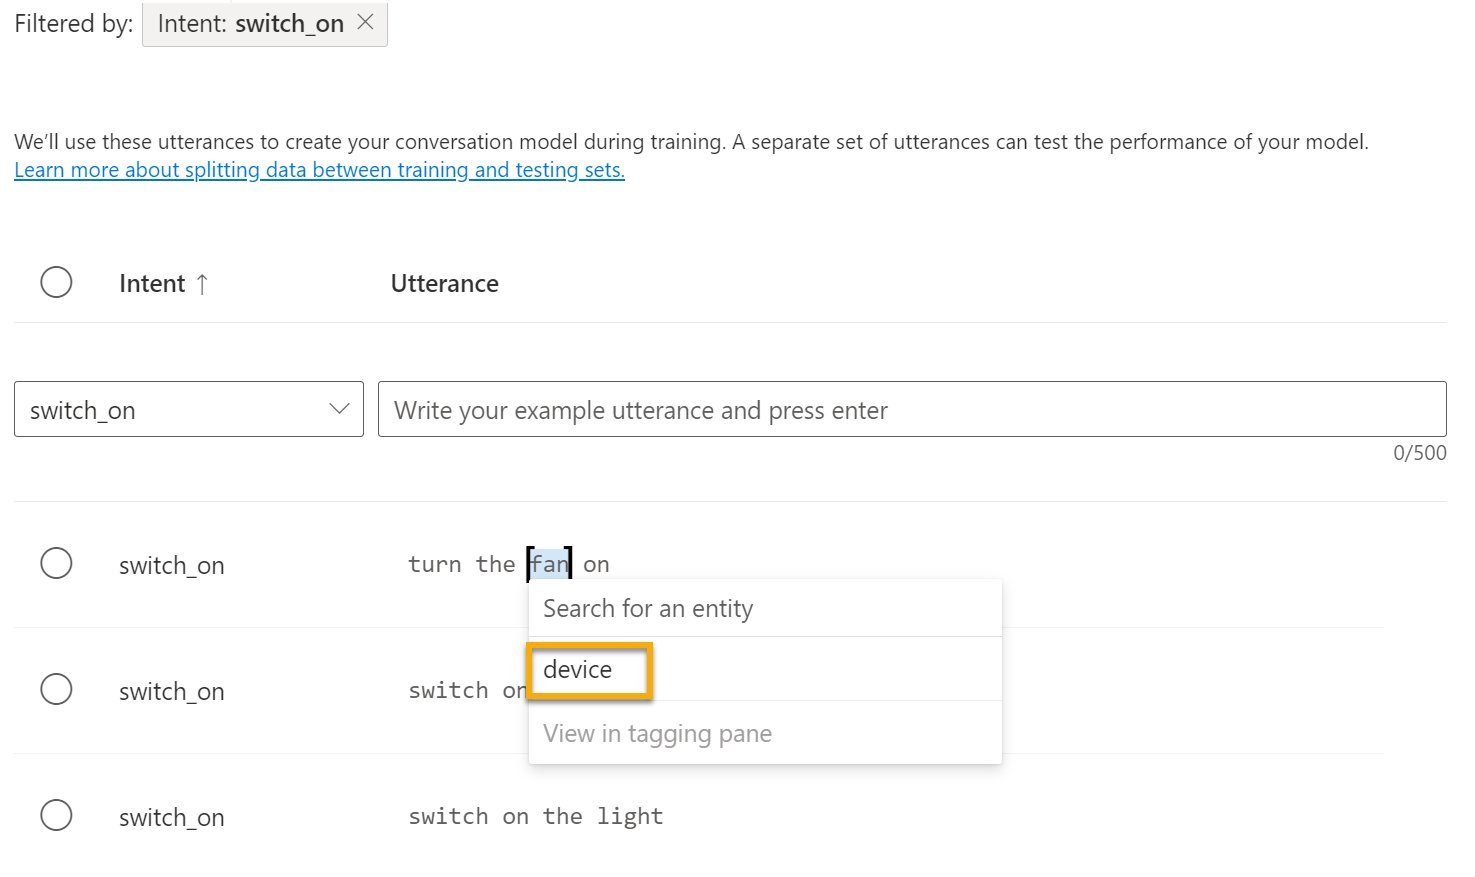 Filtered by: Intent: switch_on
We'll use these utterances to create your conversation model during training. A separate set of utterances can test the performance of your model.
Learn more about splitting data between training and testing sets.
Intent ↑ Utterance
switch_on Write your example utterance and press enter
0/500
switch_on turn the fan on
Search for an entity
device
switch_on switch on
View in tagging pane
switch_on switch on the light